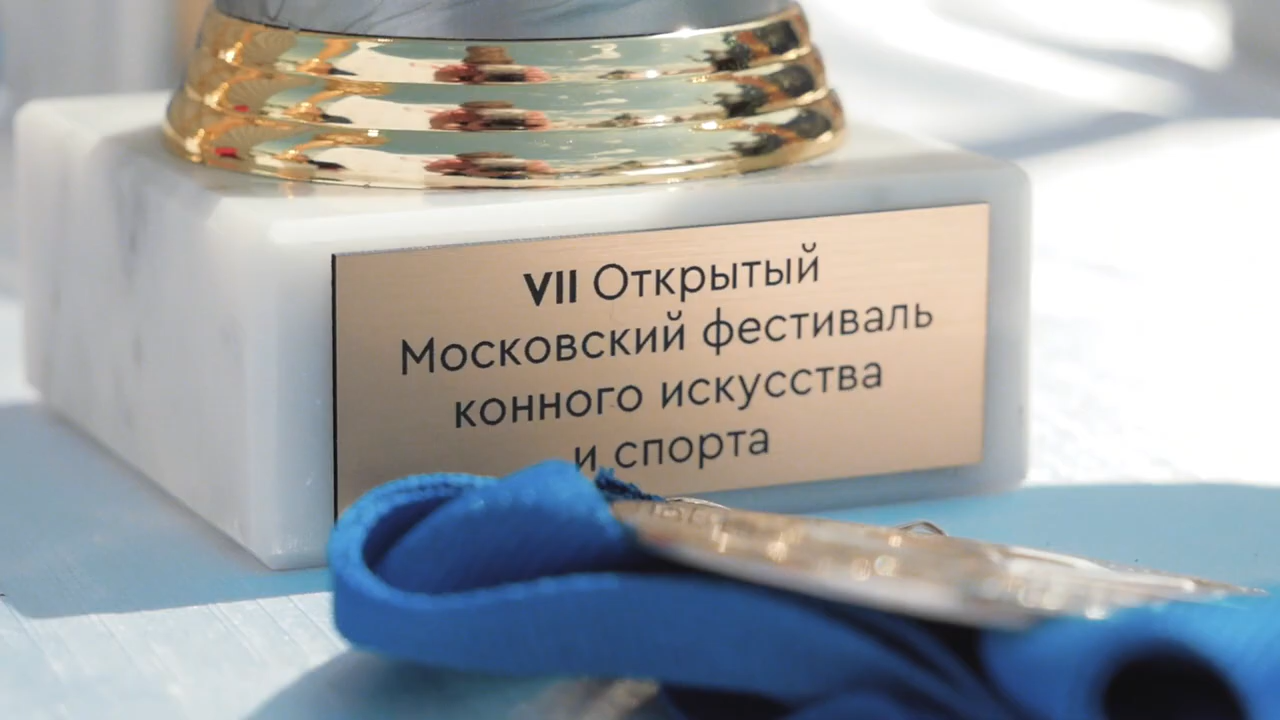 VII Открытый
Московский фестиваль
конного искусства
и спорта